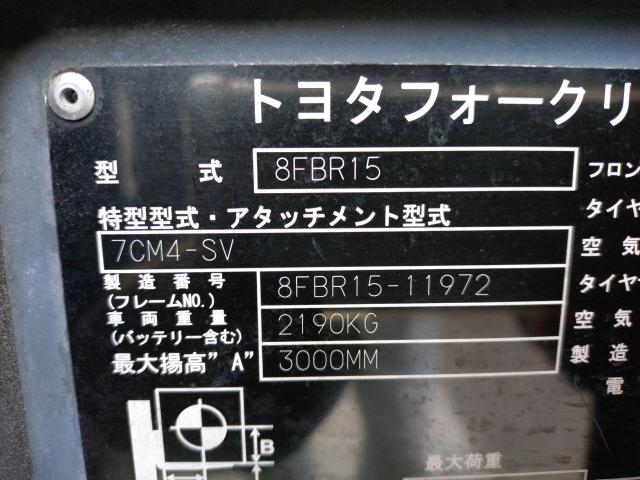 トヨタフォークリ
型 式 8FBR15 フロン
特型型式・アタッチメント型式 タイヤ
7CM4-SV 空気
製造番号 8FBR15-11972 タイヤ
(フレームNO.)
車両重量 2190KG 空気
(バッテリー含む)
最大揚高"A" 3000MM 製造
電
B
最大荷重